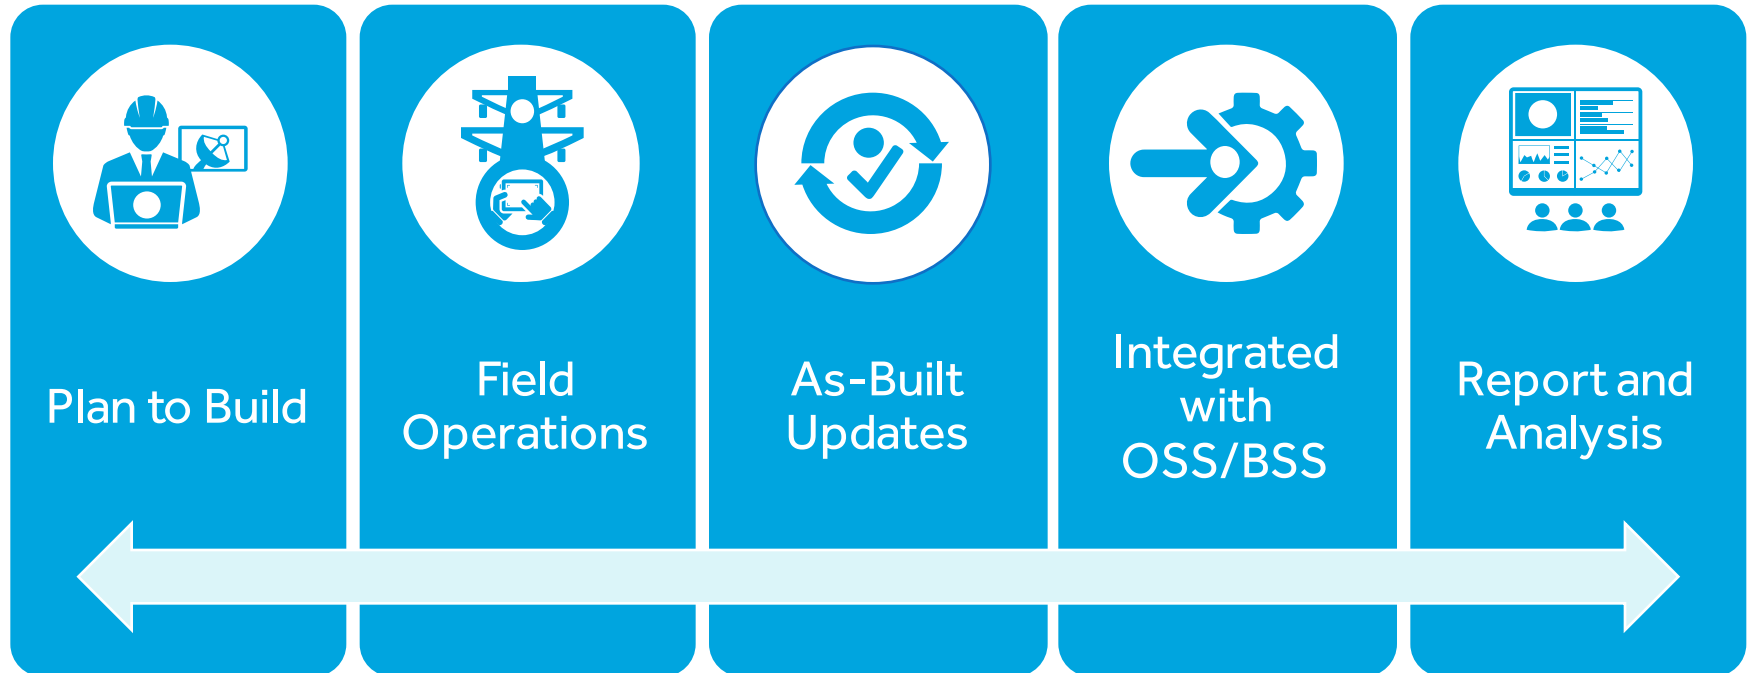 Plan to Build
Field
Operations
As-Built
Updates
Integrated
with
OSS/BSS
Report and
Analysis